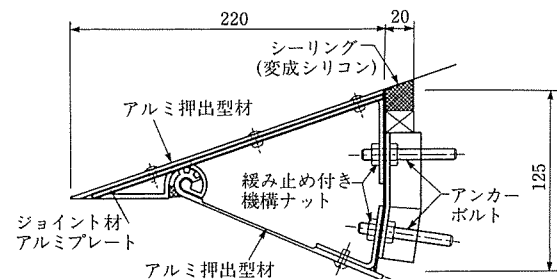 220
20
シーリング
(変成シリコン)
アルミ押出型材
緩み止め付き
機構ナット
アンカー
ボルト
125
ジョイント材
アルミプレート
アルミ押出型材